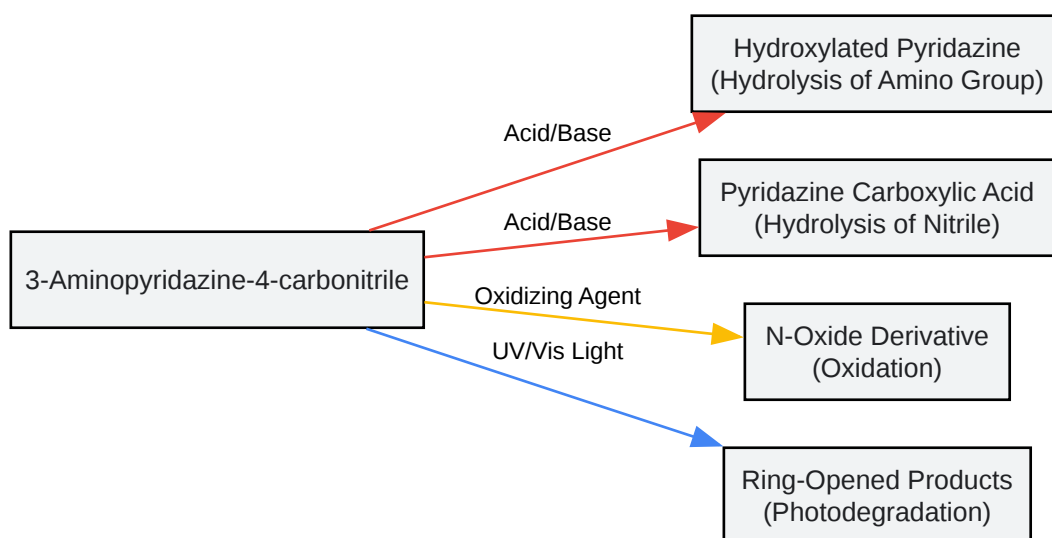 Hydroxylated Pyridazine
(Hydrolysis of Amino Group)
Acid/Base
Pyridazine Carboxylic Acid
(Hydrolysis of Nitrile)
Acid/Base
3-Aminopyridazine-4-carbonitrile
Oxidizing Agent
N-Oxide Derivative
(Oxidation)
UV/Vis Light
Ring-Opened Products
(Photodegradation)